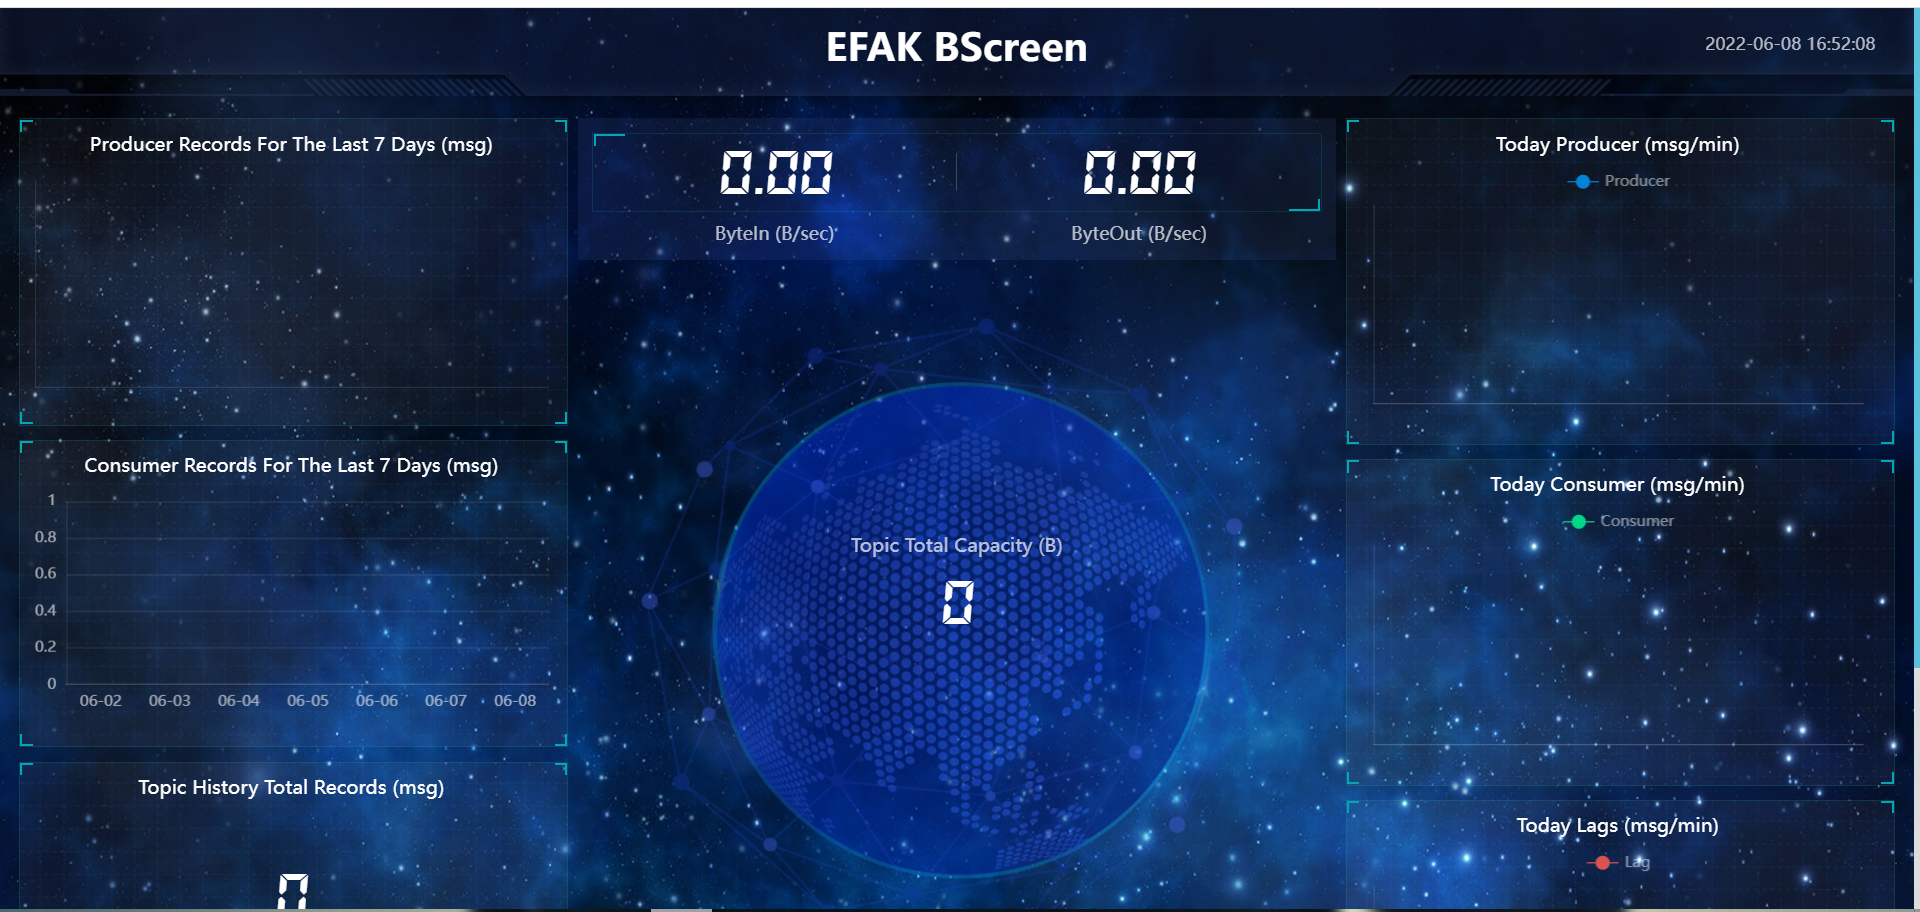 EFAK BScreen
2022-06-08 16:52:08
Producer Records For The Last 7 Days (msg)
0.00
0.00
ByteIn (B/sec)
ByteOut (B/sec)
Today Producer (msg/min)
Producer
Consumer Records For The Last 7 Days (msg)
1
0.8
0.6
0.4
0.2
0
06-02 06-03 06-04 06-05 06-06 06-07 06-08
Topic Total Capacity (B)
0
Today Consumer (msg/min)
Consumer
Topic History Total Records (msg)
0
Today Lags (msg/min)
Lag